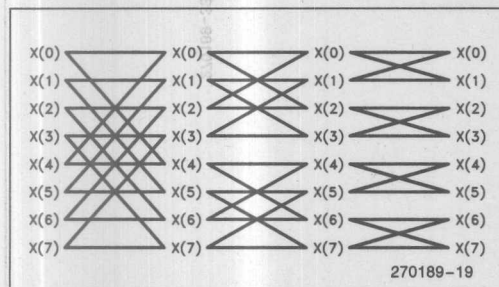 X(0) X(0) X(0) X(0)
X(1) X(1) X(1) X(1)
X(2) X(2) X(2) X(2)
X(3) X(3) X(3) X(3)
X(4) X(4) X(4) X(4)
X(5) X(5) X(5) X(5)
X(6) X(6) X(6) X(6)
X(7) X(7) X(7) X(7)
270189-19